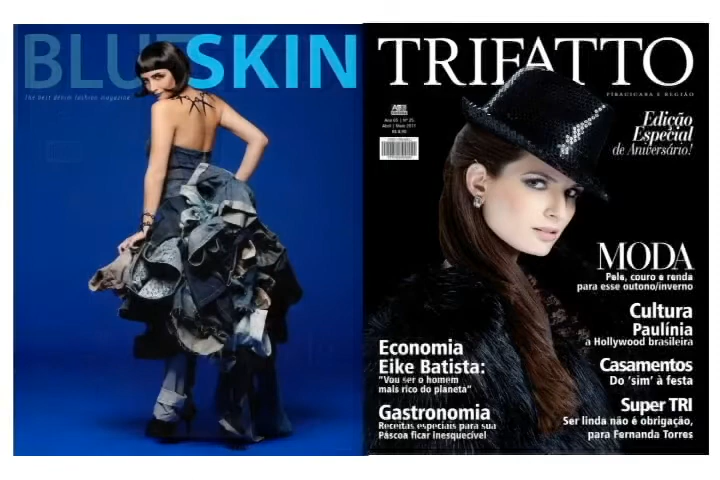 BLUE SKIN
The best denim fashion magazine
TRIFATTO
PIRACICABA E REGIÃO
Edição
Especial
de Aniversário!
MODA
Pele, couro e renda
para esse outono/inverno
Cultura
Paulínia
a Hollywood brasileira
Casamentos
Do 'sim' à festa
Super TRI
Ser linda não é obrigação,
para Fernanda Torres
Economia
Eike Batista:
"Vou ser o homem
mais rico do planeta"
Gastronomia
Receitas especiais para sua
Páscoa ficar inesquecível